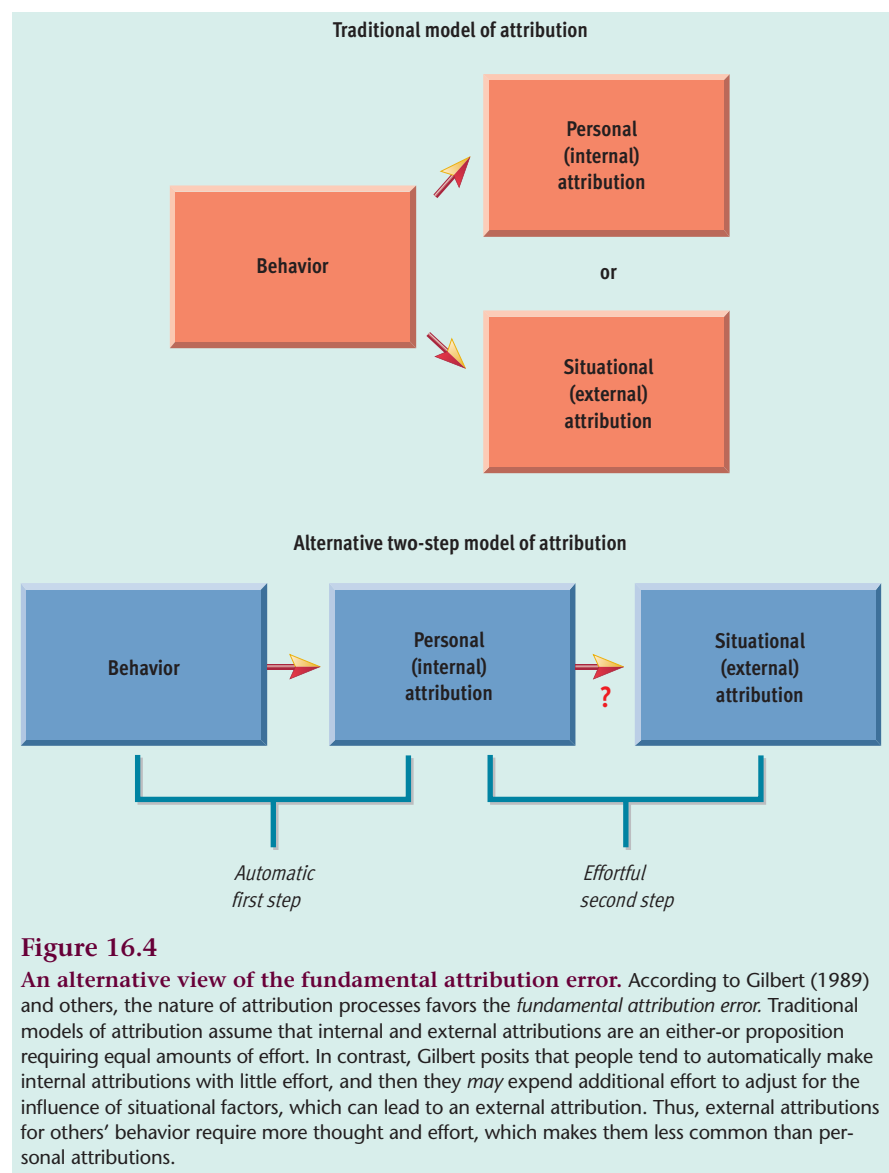 Traditional model of attribution
Personal
(internal)
attribution
Behavior
or
Situational
(external)
attribution
Alternative two-step model of attribution
Behavior
Personal
(internal)
attribution
?
Situational
(external)
attribution
Automatic
first step
Effortful
second step
Figure 16.4
An alternative view of the fundamental attribution error. According to Gilbert (1989)
and others, the nature of attribution processes favors the fundamental attribution error. Traditional
models of attribution assume that internal and external attributions are an either-or proposition
requiring equal amounts of effort. In contrast, Gilbert posits that people tend to automatically make
internal attributions with little effort, and then they may expend additional effort to adjust for the
influence of situational factors, which can lead to an external attribution. Thus, external attributions
for others’ behavior require more thought and effort, which makes them less common than per-
sonal attributions.